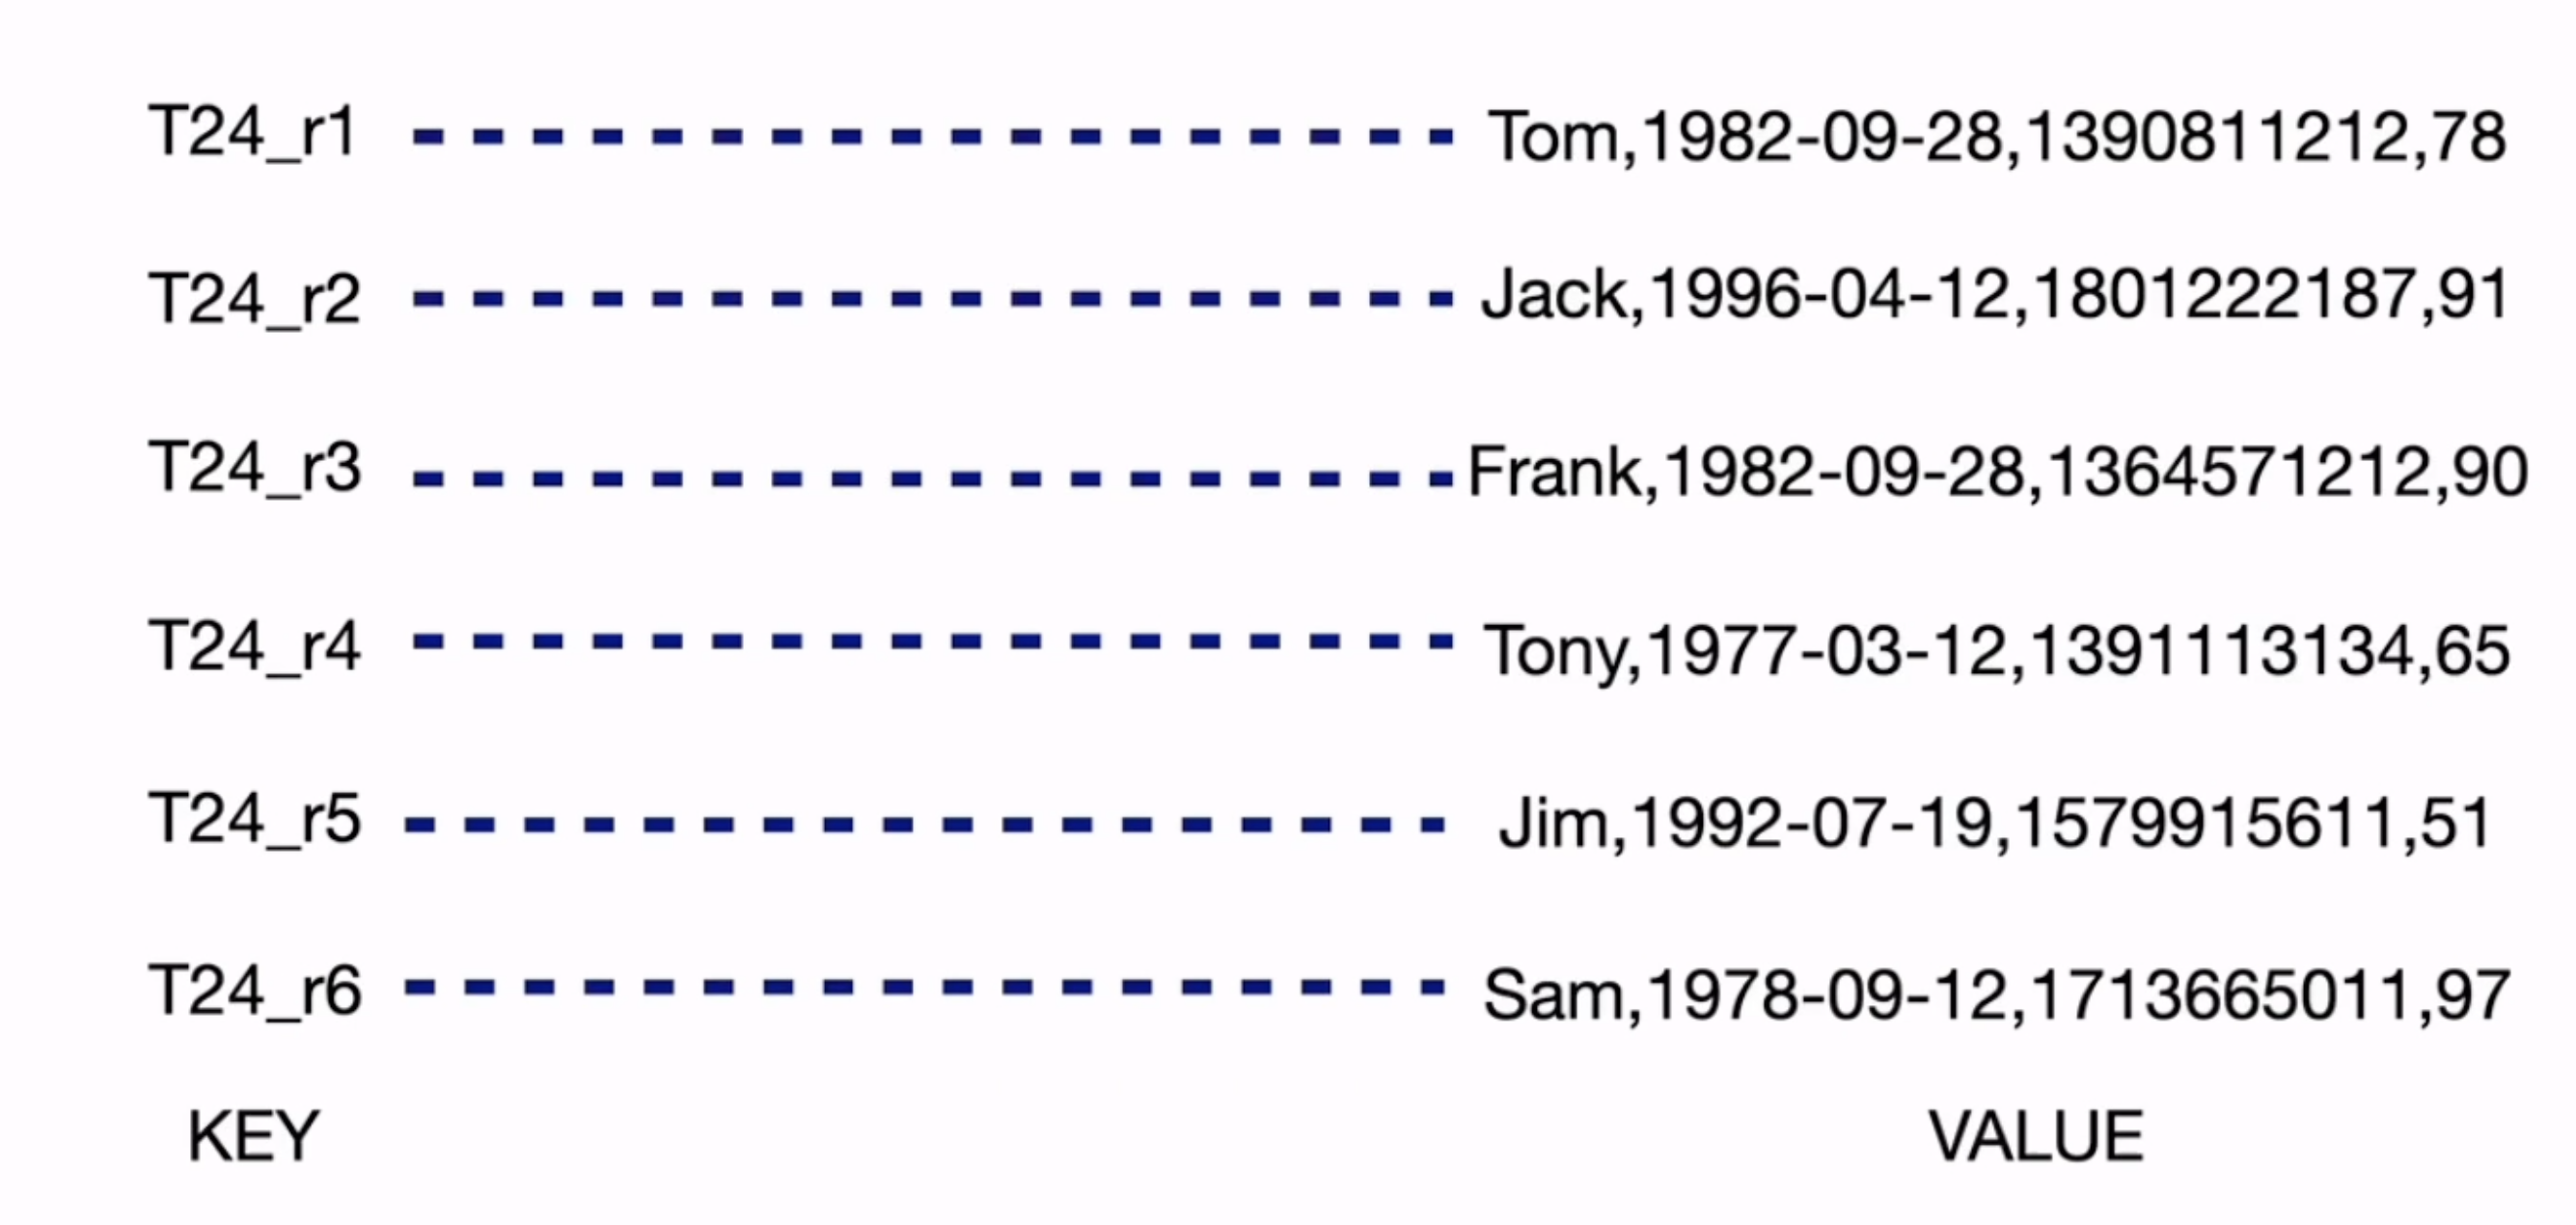 T24_r1 Tom,1982-09-28,1390811212,78
T24_r2 Jack,1996-04-12,1801222187,91
T24_r3 Frank,1982-09-28,1364571212,90
T24_r4 Tony,1977-03-12,1391113134,65
T24_r5 Jim,1992-07-19,1579915611,51
T24_r6 Sam,1978-09-12,1713665011,97
KEY VALUE